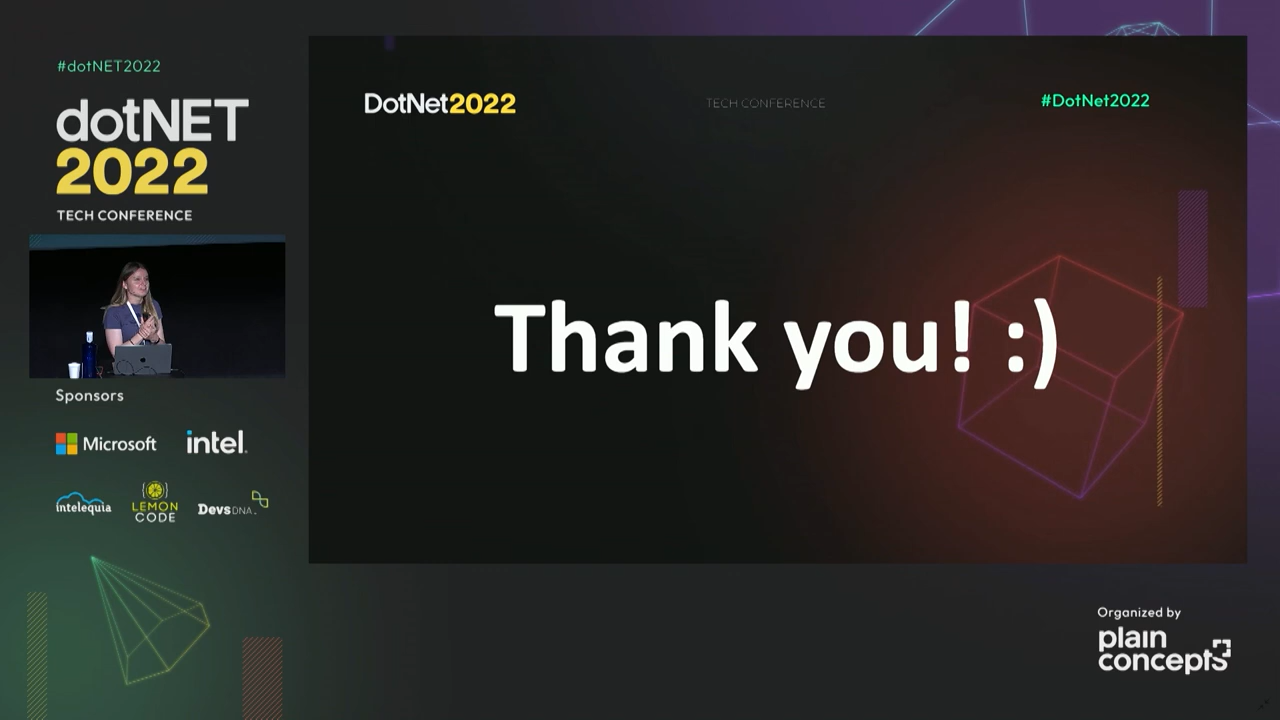 #dotNET2022
dotNET
2022
TECH CONFERENCE
Sponsors
Microsoft
intel.
intelequia
LEMON
CODE
DevsDNA.
DotNet2022
TECH CONFERENCE
#DotNet2022
Thank you! :)
Organized by
plain
concepts